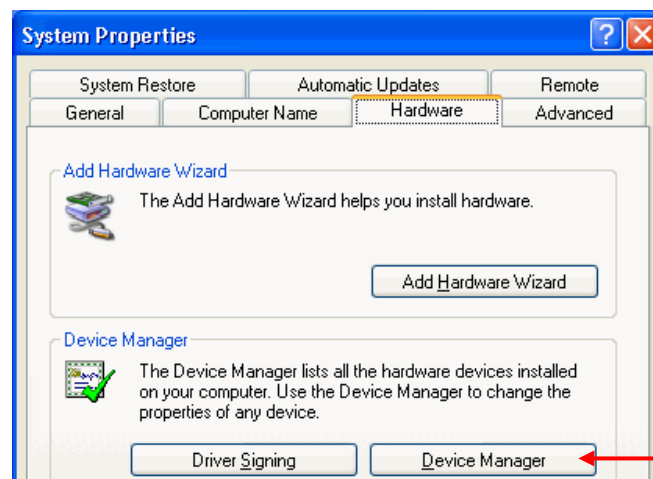 System Properties
System Restore Automatic Updates Remote
General Computer Name Hardware Advanced
Add Hardware Wizard
The Add Hardware Wizard helps you install hardware.
Add Hardware Wizard
Device Manager
The Device Manager lists all the hardware devices installed
on your computer. Use the Device Manager to change the
properties of any device.
Driver Signing Device Manager